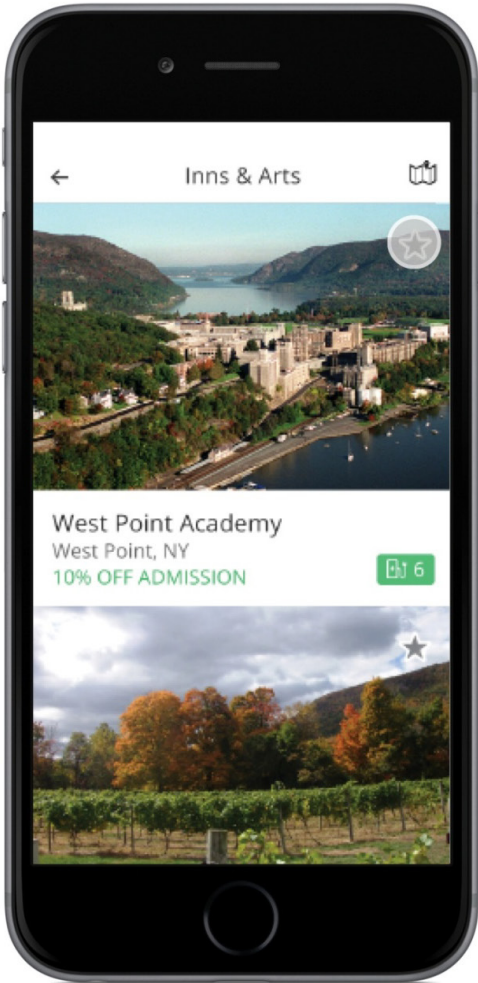 Inns & Arts
West Point Academy
West Point, NY
10% OFF ADMISSION
6